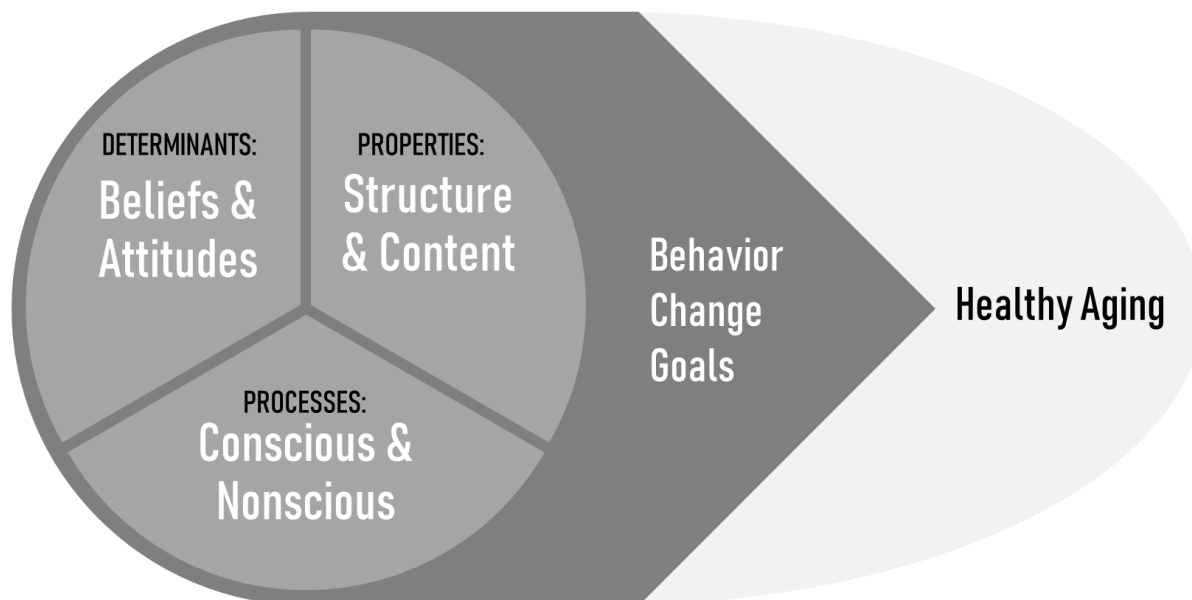 DETERMINANTS:
Beliefs &
Attitudes
PROPERTIES:
Structure
& Content
PROCESSES:
Conscious &
Nonscious
Behavior
Change
Goals
Healthy Aging